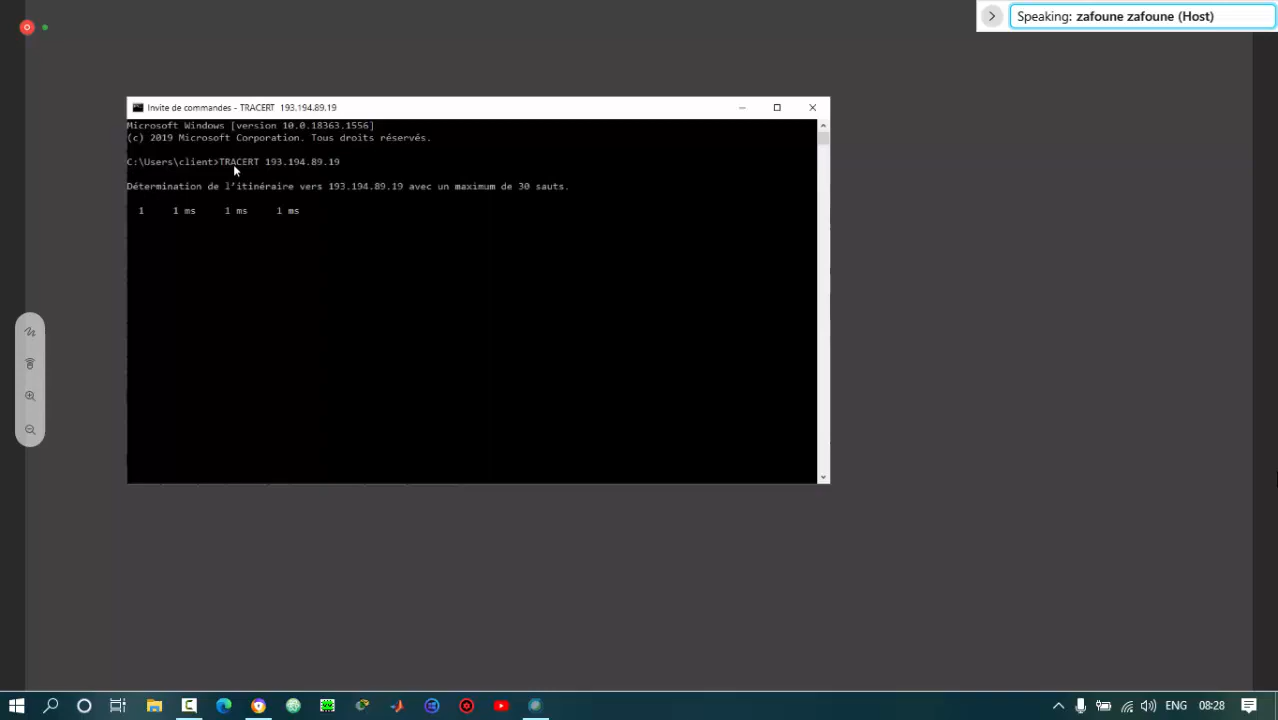 Speaking: zafoune zafoune (Host)
Invite de commandes - TRACERT 193.194.89.19
Microsoft Windows [version 10.0.18363.1556]
(c) 2019 Microsoft Corporation. Tous droits réservés.
C:\Users\client>TRACERT 193.194.89.19
Détermination de l'itinéraire vers 193.194.89.19 avec un maximum de 30 sauts.
1 1 ms 1 ms 1 ms
ENG 08:28